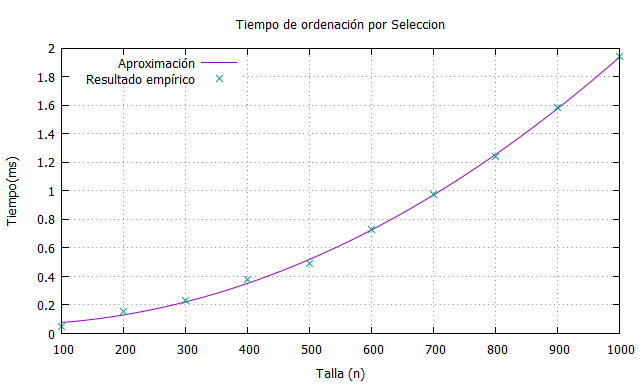 Tiempo de ordenación por Seleccion
Aproximación
Resultado empírico
2
1.8
1.6
1.4
1.2
1
0.8
0.6
0.4
0.2
0
Tiempo(ms)
100 200 300 400 500 600 700 800 900 1000
Talla (n)